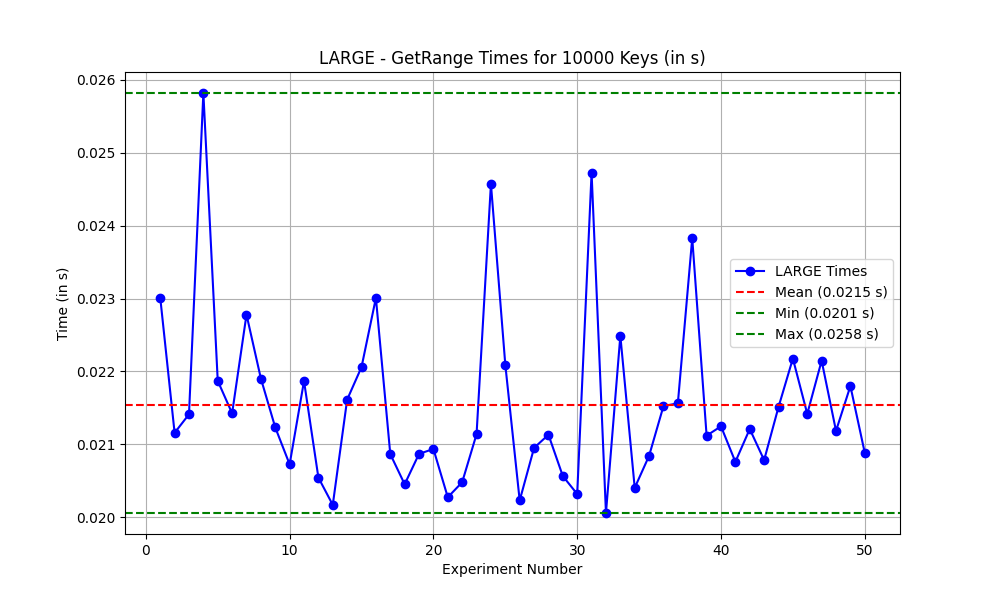 LARGE - GetRange Times for 10000 Keys (in s)
Time (in s)
0.026
0.025
0.024
0.023
0.022
0.021
0.020
LARGE Times
Mean (0.0215 s)
Min (0.0201 s)
Max (0.0258 s)
0 10 20 30 40 50
Experiment Number